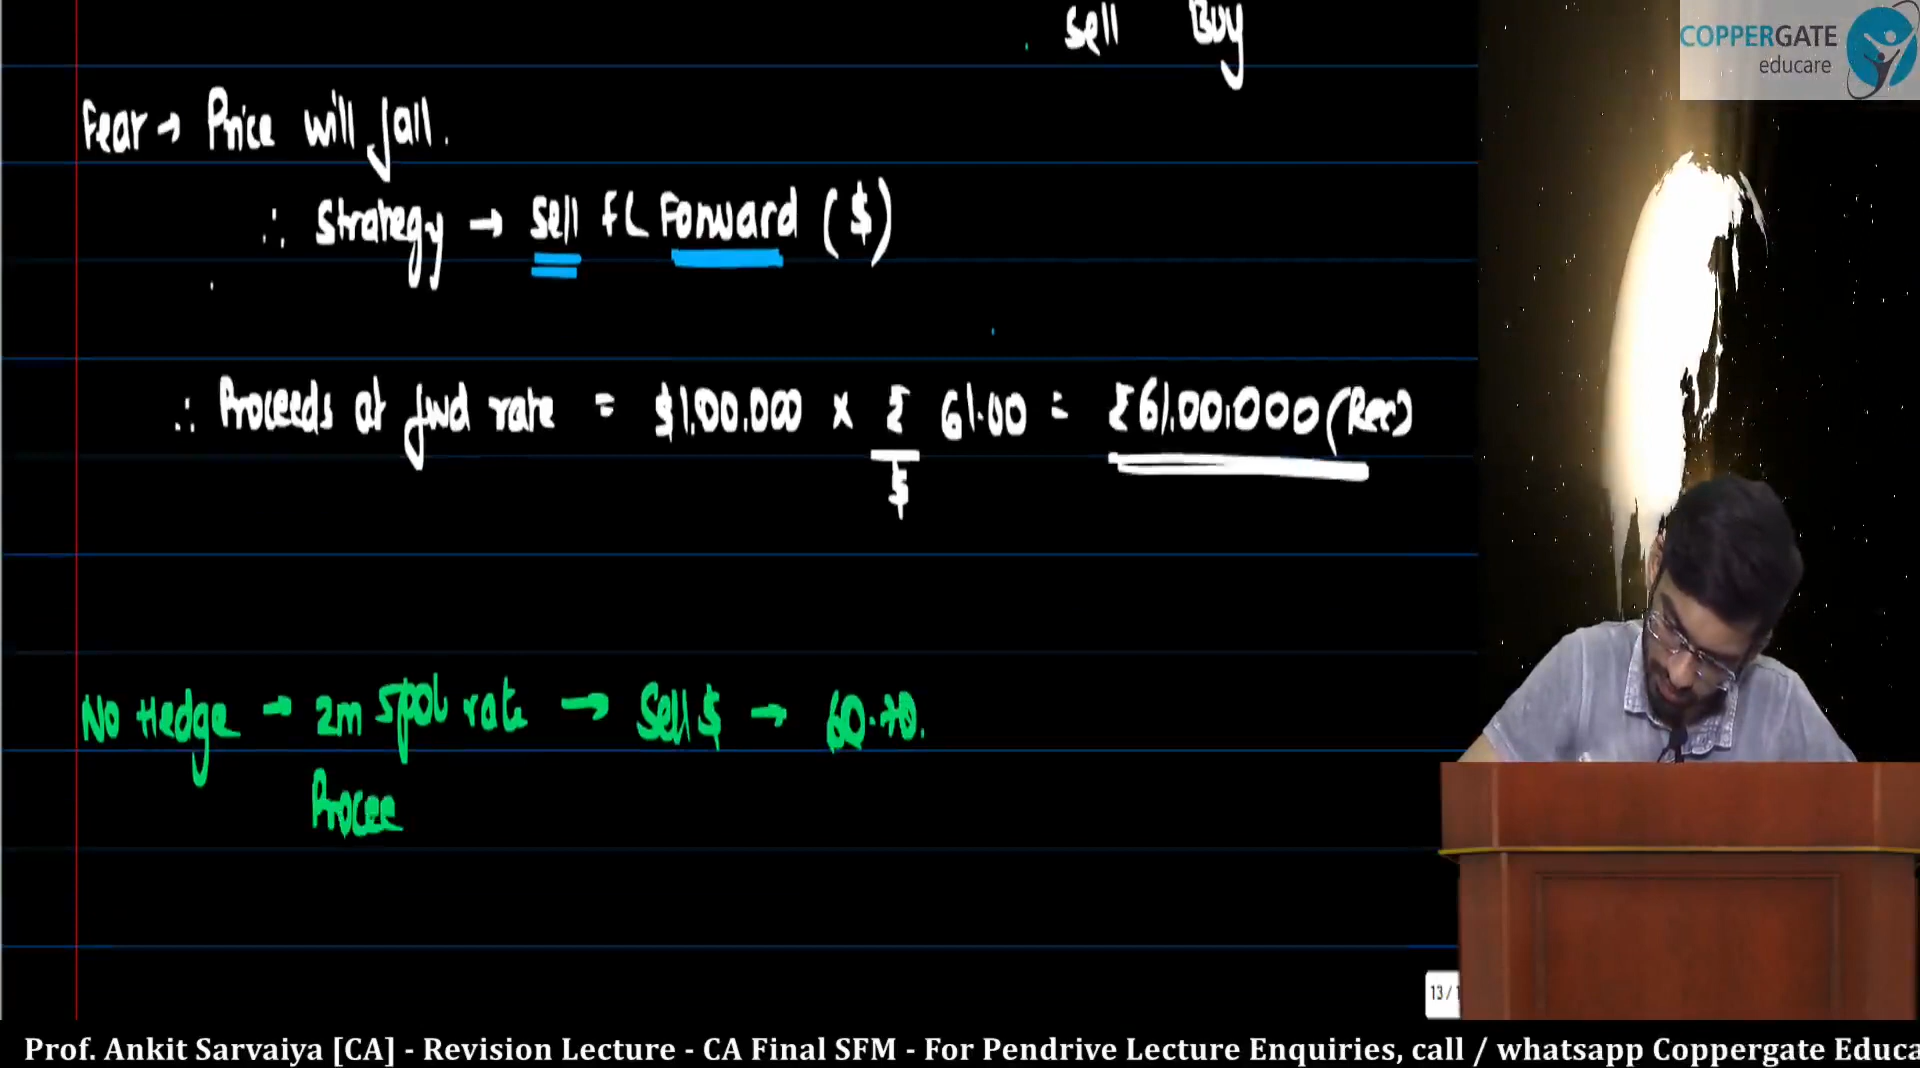 Sell Buy
COPPERGATE
educare
Fear → Price will fall.
∴ Strategy → Sell FC Forward ($)
∴ Proceeds at fwd rate = $1,00,000 × ₹/$ 61.00 = ₹61,00,000 (Rec)
No Hedge → 2m Spot rate → Sell $ → 60.70.
Procee
13 / 1
Prof. Ankit Sarvaiya [CA] - Revision Lecture - CA Final SFM - For Pendrive Lecture Enquiries, call / whatsapp Coppergate Educa